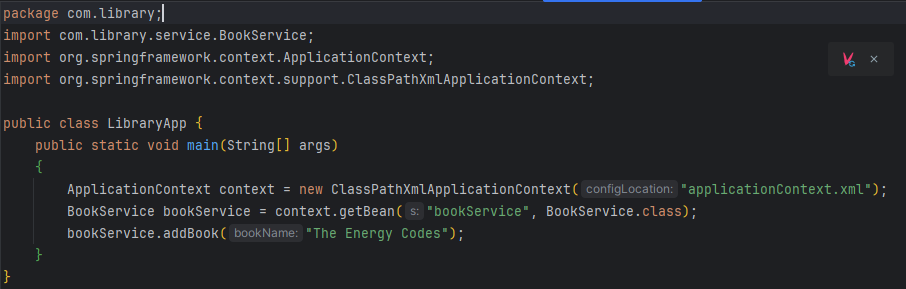 package com.library;
import com.library.service.BookService;
import org.springframework.context.ApplicationContext;
import org.springframework.context.support.ClassPathXmlApplicationContext;
public class LibraryApp {
public static void main(String[] args)
{
ApplicationContext context = new ClassPathXmlApplicationContext( configLocation: "applicationContext.xml");
BookService bookService = context.getBean( s: "bookService", BookService.class);
bookService.addBook( bookName: "The Energy Codes");
}
}